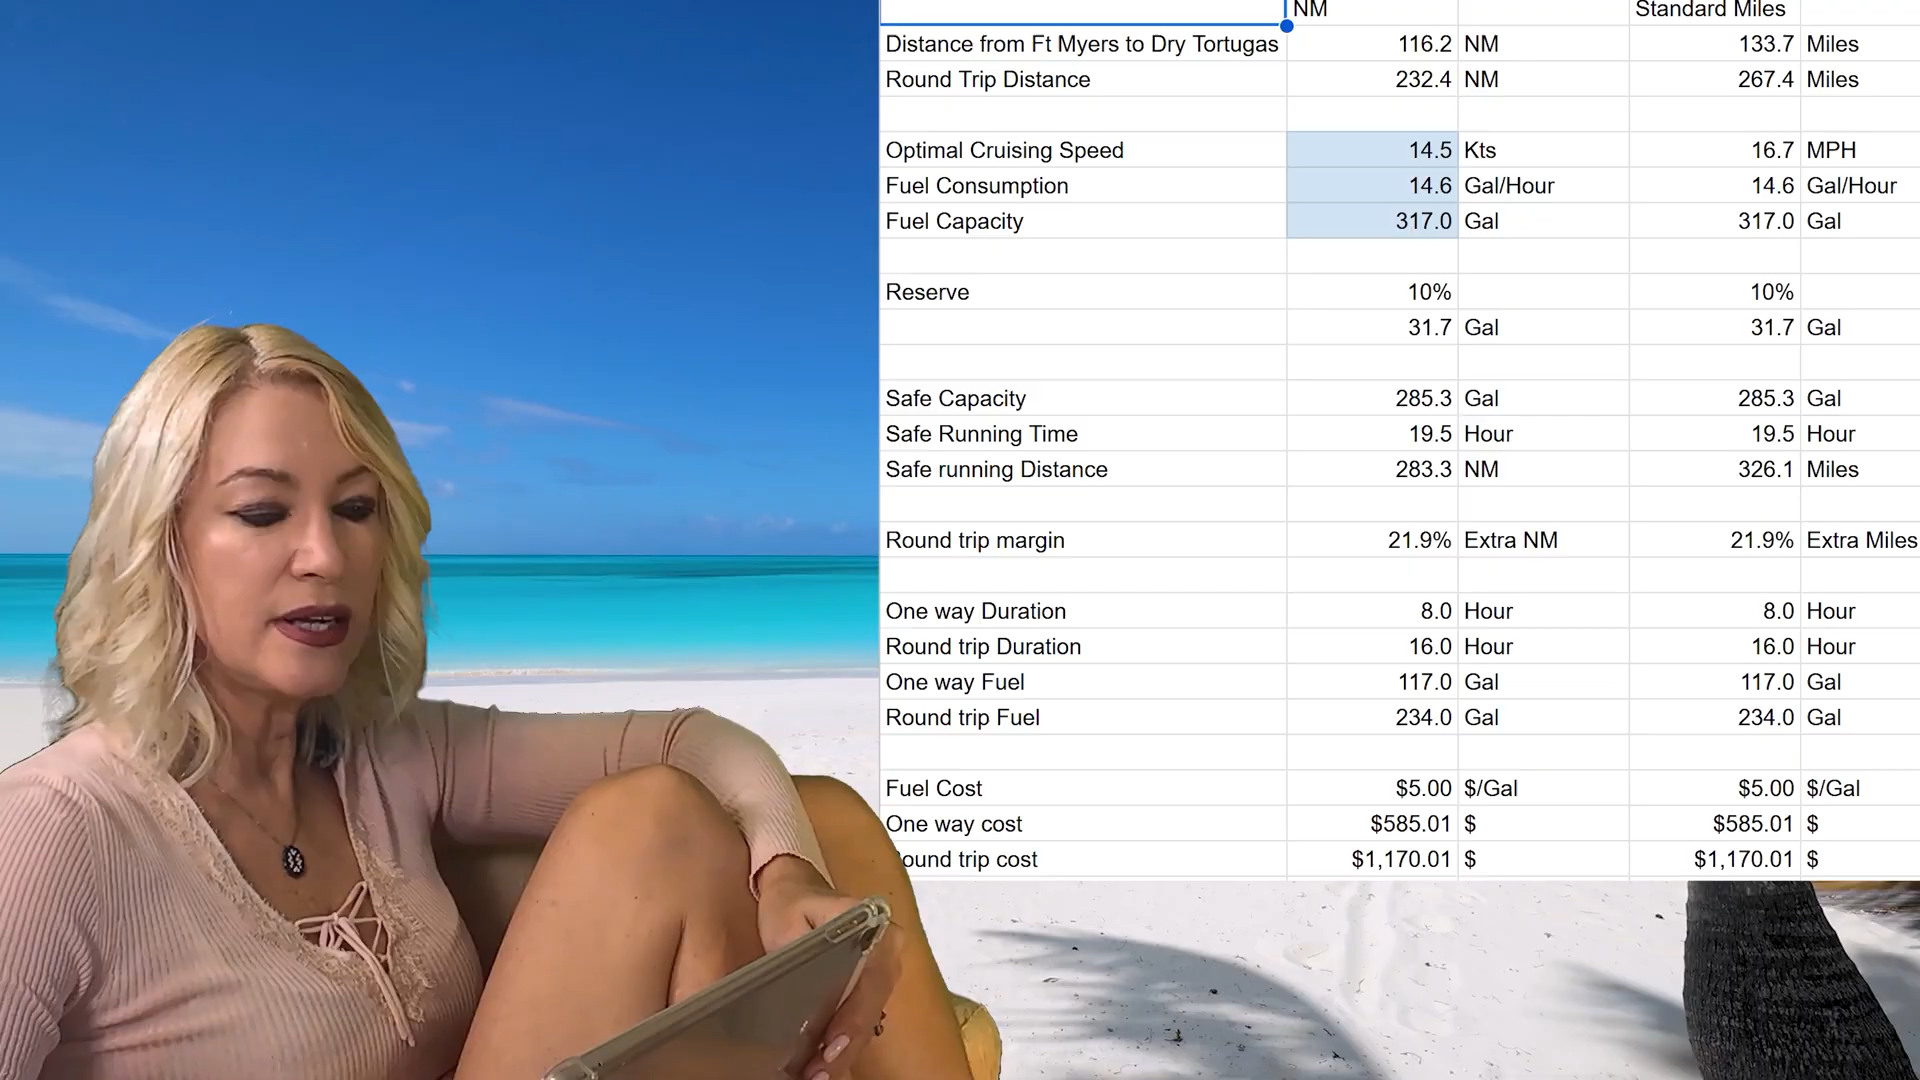 NM Standard Miles
Distance from Ft Myers to Dry Tortugas 116.2 NM 133.7 Miles
Round Trip Distance 232.4 NM 267.4 Miles
Optimal Cruising Speed 14.5 Kts 16.7 MPH
Fuel Consumption 14.6 Gal/Hour 14.6 Gal/Hour
Fuel Capacity 317.0 Gal 317.0 Gal
Reserve 10% 10%
31.7 Gal 31.7 Gal
Safe Capacity 285.3 Gal 285.3 Gal
Safe Running Time 19.5 Hour 19.5 Hour
Safe running Distance 283.3 NM 326.1 Miles
Round trip margin 21.9% Extra NM 21.9% Extra Miles
One way Duration 8.0 Hour 8.0 Hour
Round trip Duration 16.0 Hour 16.0 Hour
One way Fuel 117.0 Gal 117.0 Gal
Round trip Fuel 234.0 Gal 234.0 Gal
Fuel Cost $5.00 $/Gal $5.00 $/Gal
One way cost $585.01 $ $585.01 $
ound trip cost $1,170.01 $ $1,170.01 $